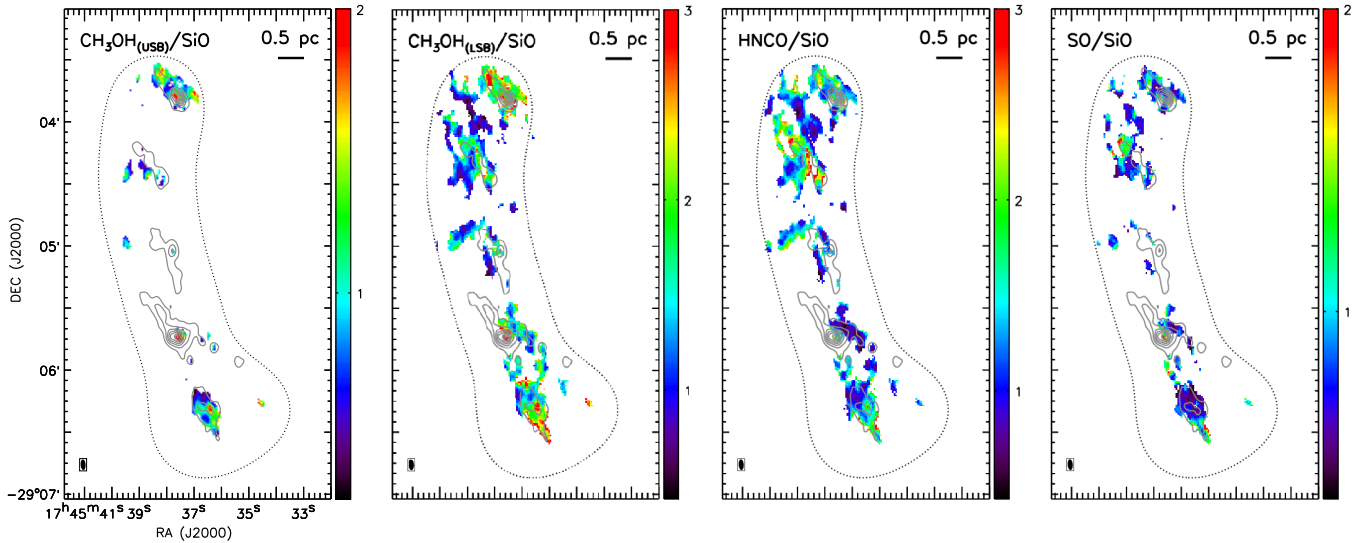 CH₃OH(USB)/SiO 0.5 pc 2
CH₃OH(LSB)/SiO 0.5 pc 3
HNCO/SiO 0.5 pc 3
SO/SiO 0.5 pc 2
04'
05'
06'
−29°07'
DEC (J2000)
1
2
1
2
1
1
17ʰ45ᵐ41ˢ 39ˢ 37ˢ 35ˢ 33ˢ
RA (J2000)